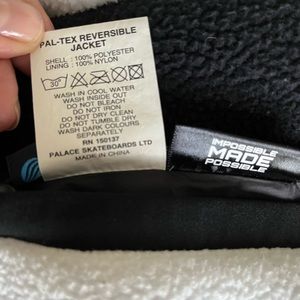 PAL-TEX REVERSIBLE
JACKET
SHELL : 100% POLYESTER
LINING : 100% NYLON
30°
WASH IN COOL WATER
WASH INSIDE OUT
DO NOT BLEACH
DO NOT IRON
DO NOT DRY CLEAN
DO NOT TUMBLE DRY
WASH DARK COLOURS
SEPARATELY
RN 150137
PALACE SKATEBOARDS LTD
MADE IN CHINA
IMPOSSIBLE
MADE
POSSIBLE